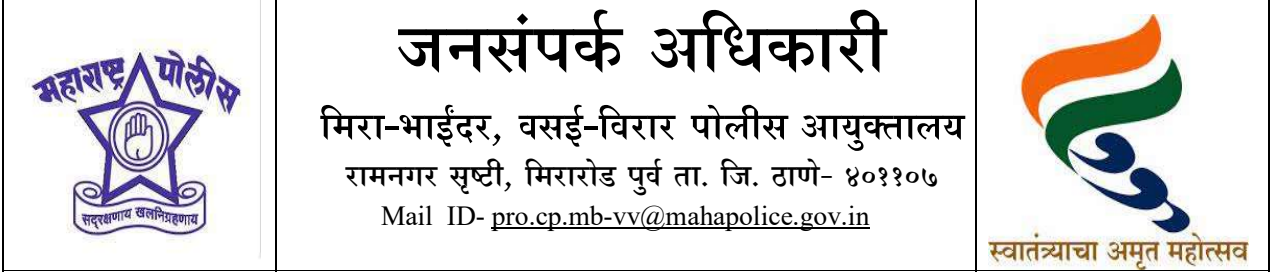 महाराष्ट्र पोलीस
सद्रक्षणाय खलनिग्रहणाय
जनसंपर्क अधिकारी
मिरा-भाईंदर, वसई-विरार पोलीस आयुक्तालय
रामनगर सृष्टी, मिरारोड पुर्व ता. जि. ठाणे- ४०११०७
Mail ID- pro.cp.mb-vv@mahapolice.gov.in
स्वातंत्र्याचा अमृत महोत्सव